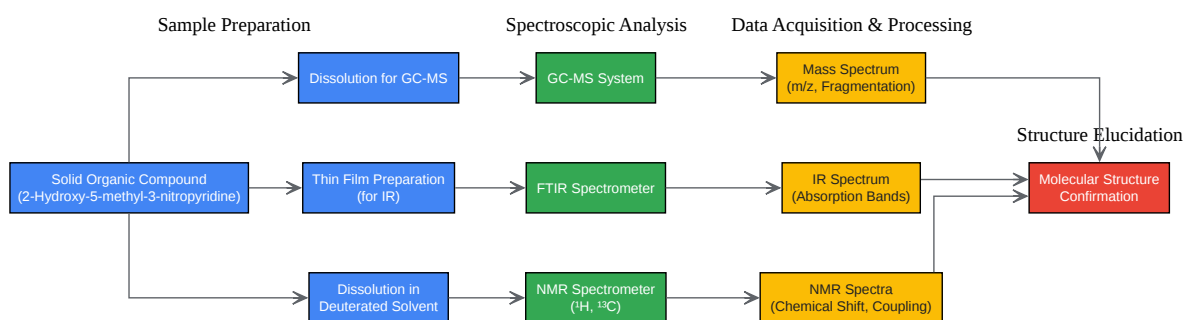 Sample Preparation
Spectroscopic Analysis
Data Acquisition & Processing
Dissolution for GC-MS
GC-MS System
Mass Spectrum
(m/z, Fragmentation)
Structure Elucidation
Solid Organic Compound
(2-Hydroxy-5-methyl-3-nitropyridine)
Thin Film Preparation
(for IR)
FTIR Spectrometer
IR Spectrum
(Absorption Bands)
Molecular Structure
Confirmation
Dissolution in
Deuterated Solvent
NMR Spectrometer
(¹H, ¹³C)
NMR Spectra
(Chemical Shift, Coupling)